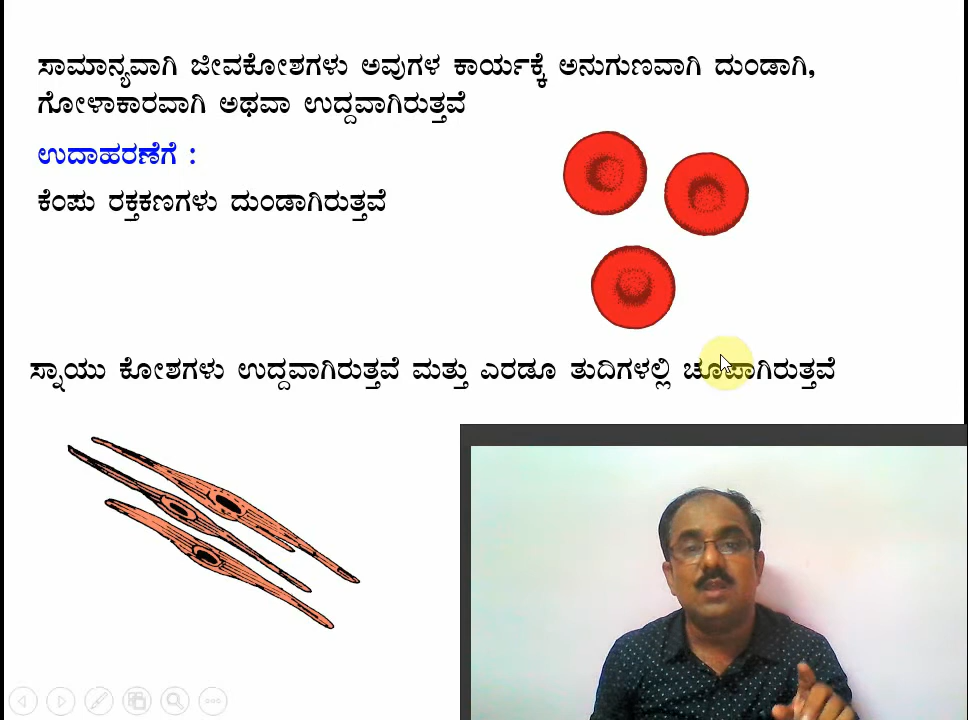 ಸಾಮಾನ್ಯವಾಗಿ ಜೀವಕೋಶಗಳು ಅವುಗಳ ಕಾರ್ಯಕ್ಕೆ ಅನುಗುಣವಾಗಿ ದುಂಡಾಗಿ,
ಗೋಳಾಕಾರವಾಗಿ ಅಥವಾ ಉದ್ದವಾಗಿರುತ್ತವೆ
ಉದಾಹರಣೆಗೆ :
ಕೆಂಪು ರಕ್ತಕಣಗಳು ದುಂಡಾಗಿರುತ್ತವೆ
ಸ್ನಾಯು ಕೋಶಗಳು ಉದ್ದವಾಗಿರುತ್ತವೆ ಮತ್ತು ಎರಡೂ ತುದಿಗಳಲ್ಲಿ ಚೂಪಾಗಿರುತ್ತವೆ